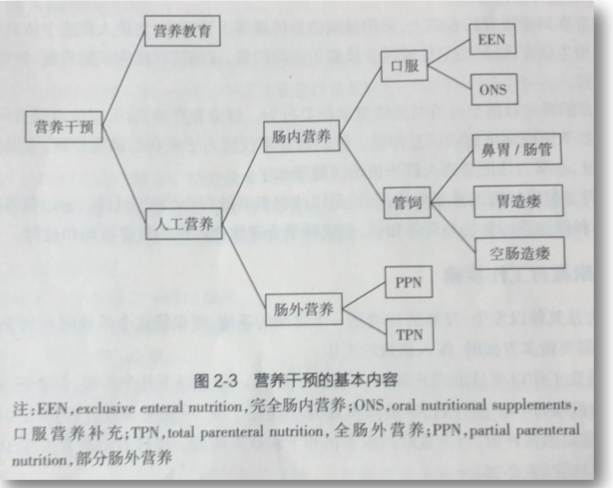 营养教育
口服
EEN
ONS
营养干预
肠内营养
鼻胃/肠管
管饲
胃造瘘
人工营养
空肠造瘘
肠外营养
PPN
TPN
图 2-3 营养干预的基本内容
注:EEN,exclusive enteral nutrition,完全肠内营养;ONS,oral nutritional supplements,
口服营养补充;TPN,total parenteral nutrition,全肠外营养;PPN,partial parenteral
nutrition,部分肠外营养